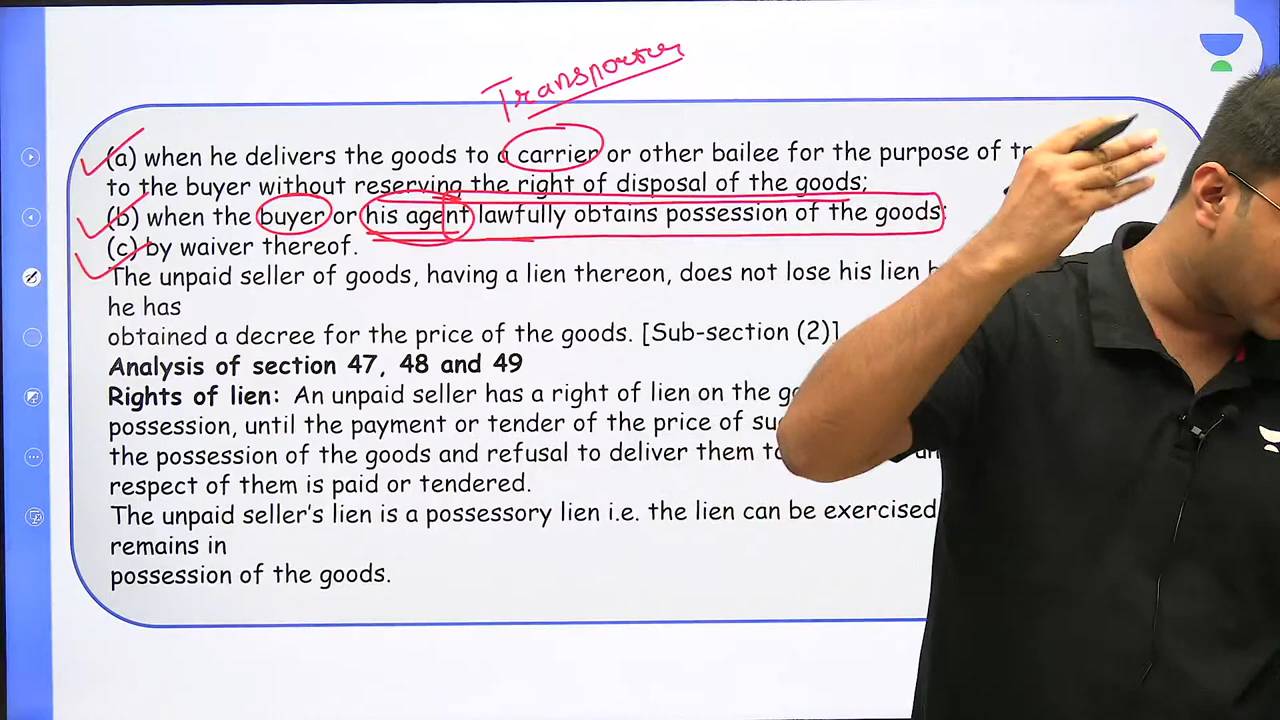 Transporter
(a) when he delivers the goods to a carrier or other bailee for the purpose of
to the buyer without reserving the right of disposal of the goods;
(b) when the buyer or his agent lawfully obtains possession of the goods;
(c) by waiver thereof.
The unpaid seller of goods, having a lien thereon, does not lose his lien
he has
obtained a decree for the price of the goods. [Sub-section (2)]
Analysis of section 47, 48 and 49
Rights of lien: An unpaid seller has a right of lien on the
possession, until the payment or tender of the price of
the possession of the goods and refusal to deliver them
respect of them is paid or tendered.
The unpaid seller's lien is a possessory lien i.e. the lien can be exercised
remains in
possession of the goods.